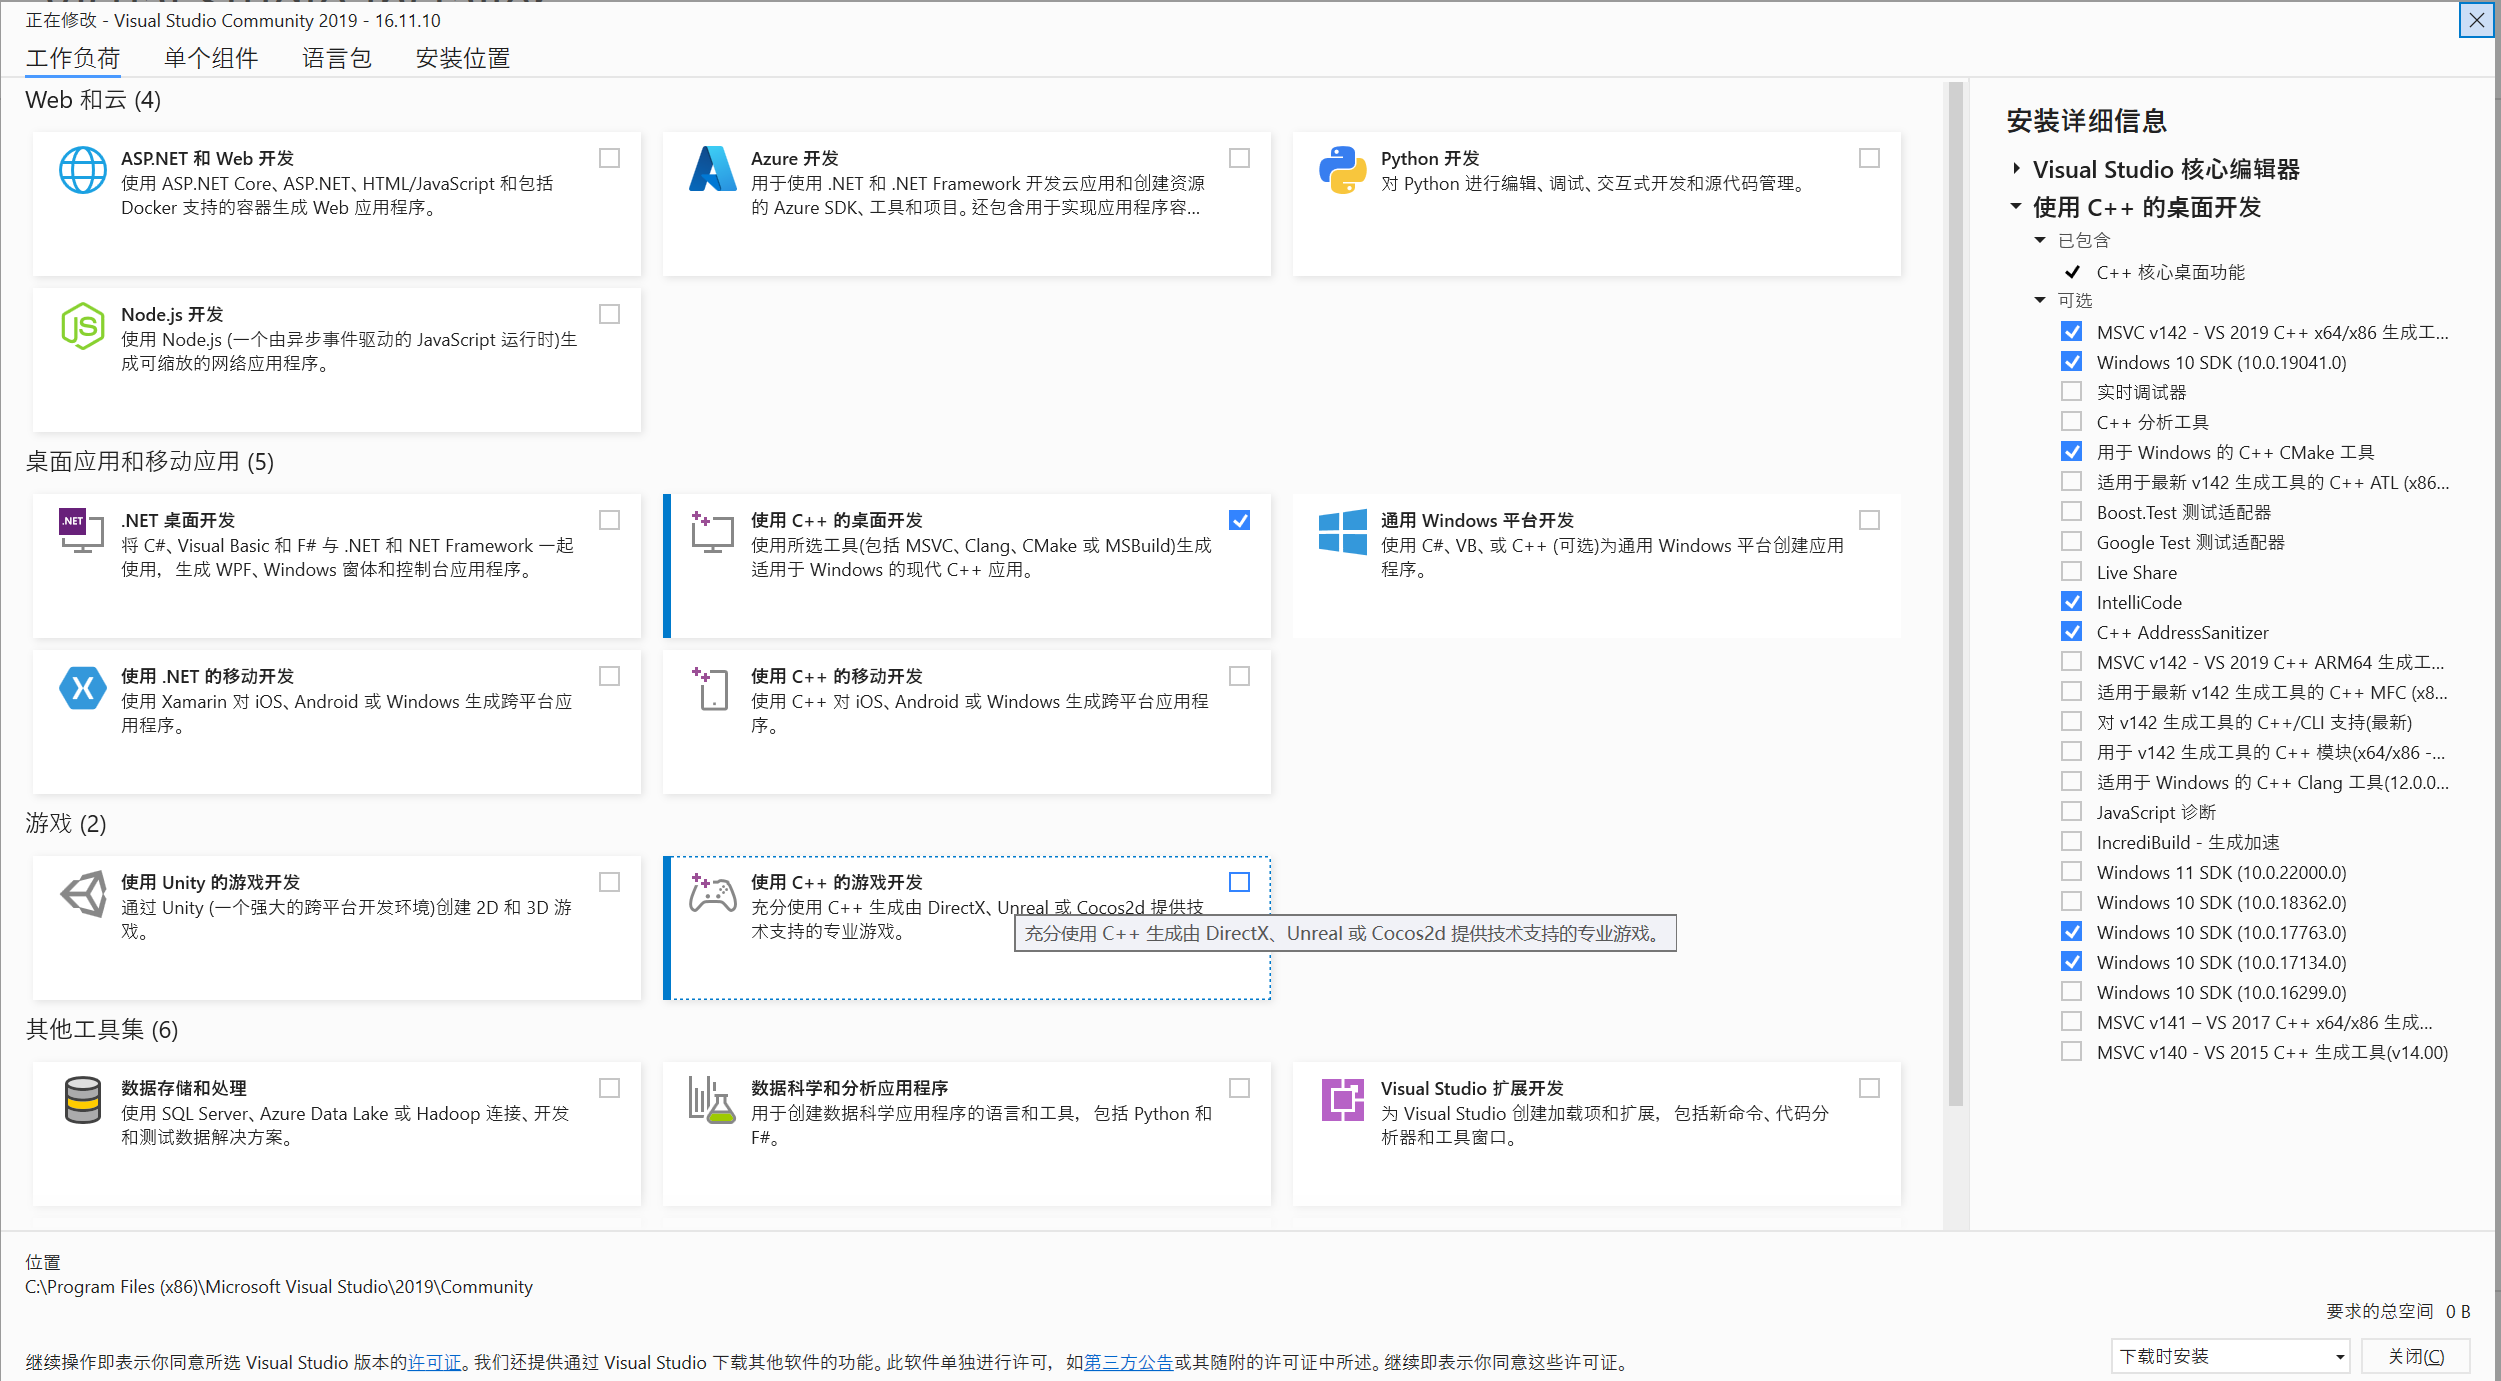 正在修改 - Visual Studio Community 2019 - 16.11.10
工作负荷 单个组件 语言包 安装位置
Web 和云 (4)
ASP.NET 和 Web 开发
使用 ASP.NET Core、ASP.NET、HTML/JavaScript 和包括
Docker 支持的容器生成 Web 应用程序。
Azure 开发
用于使用 .NET 和 .NET Framework 开发云应用和创建资源
的 Azure SDK、工具和项目。还包含用于实现应用程序容...
Python 开发
对 Python 进行编辑、调试、交互式开发和源代码管理。
Node.js 开发
使用 Node.js (一个由异步事件驱动的 JavaScript 运行时)生
成可缩放的网络应用程序。
桌面应用和移动应用 (5)
.NET 桌面开发
将 C#、Visual Basic 和 F# 与 .NET 和 NET Framework 一起
使用，生成 WPF、Windows 窗体和控制台应用程序。
使用 C++ 的桌面开发
使用所选工具(包括 MSVC、Clang、CMake 或 MSBuild)生成
适用于 Windows 的现代 C++ 应用。
通用 Windows 平台开发
使用 C#、VB、或 C++ (可选)为通用 Windows 平台创建应用
程序。
使用 .NET 的移动开发
使用 Xamarin 对 iOS、Android 或 Windows 生成跨平台应
用程序。
使用 C++ 的移动开发
使用 C++ 对 iOS、Android 或 Windows 生成跨平台应用程
序。
游戏 (2)
使用 Unity 的游戏开发
通过 Unity (一个强大的跨平台开发环境)创建 2D 和 3D 游
戏。
使用 C++ 的游戏开发
充分使用 C++ 生成由 DirectX、Unreal 或 Cocos2d 提供技
术支持的专业游戏。
充分使用 C++ 生成由 DirectX、Unreal 或 Cocos2d 提供技术支持的专业游戏。
其他工具集 (6)
数据存储和处理
使用 SQL Server、Azure Data Lake 或 Hadoop 连接、开发
和测试数据解决方案。
数据科学和分析应用程序
用于创建数据科学应用程序的语言和工具，包括 Python 和
F#。
Visual Studio 扩展开发
为 Visual Studio 创建加载项和扩展，包括新命令、代码分
析器和工具窗口。
安装详细信息
Visual Studio 核心编辑器
使用 C++ 的桌面开发
已包含
C++ 核心桌面功能
可选
MSVC v142 - VS 2019 C++ x64/x86 生成工...
Windows 10 SDK (10.0.19041.0)
实时调试器
C++ 分析工具
用于 Windows 的 C++ CMake 工具
适用于最新 v142 生成工具的 C++ ATL (x86...
Boost.Test 测试适配器
Google Test 测试适配器
Live Share
IntelliCode
C++ AddressSanitizer
MSVC v142 - VS 2019 C++ ARM64 生成工...
适用于最新 v142 生成工具的 C++ MFC (x8...
对 v142 生成工具的 C++/CLI 支持(最新)
用于 v142 生成工具的 C++ 模块(x64/x86 -...
适用于 Windows 的 C++ Clang 工具(12.0.0...
JavaScript 诊断
IncrediBuild - 生成加速
Windows 11 SDK (10.0.22000.0)
Windows 10 SDK (10.0.18362.0)
Windows 10 SDK (10.0.17763.0)
Windows 10 SDK (10.0.17134.0)
Windows 10 SDK (10.0.16299.0)
MSVC v141 – VS 2017 C++ x64/x86 生成...
MSVC v140 - VS 2015 C++ 生成工具(v14.00)
位置
C:\Program Files (x86)\Microsoft Visual Studio\2019\Community
要求的总空间 0 B
继续操作即表示你同意所选 Visual Studio 版本的许可证。我们还提供通过 Visual Studio 下载其他软件的功能。此软件单独进行许可，如第三方公告或其随附的许可证中所述。继续即表示你同意这些许可证。
下载时安装 关闭(C)